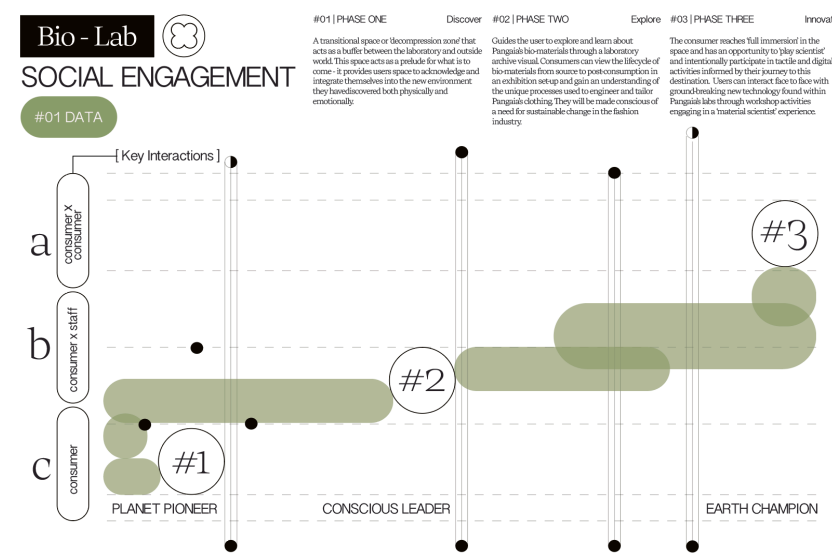 Bio - Lab
SOCIAL ENGAGEMENT
#01 DATA
#01 | PHASE ONE Discover
A transitional space or 'decompression zone' that
acts as a buffer between the laboratory and outside
world. This space acts as a prelude for what is to
come - it provides users space to acknowledge and
integrate themselves into the new environment
they havediscovered both physically and
emotionally.
#02 | PHASE TWO Explore
Guides the user to explore and learn about
Pangaia's bio-materials through a laboratory
archive visual. Consumers can view the lifecycle of
bio-materials from source to post-consumption in
an exhibition set-up and gain an understanding of
the unique processes used to engineer and tailor
Pangaia's clothing. They will be made conscious of
a need for sustainable change in the fashion
industry.
#03 | PHASE THREE Innovat
The consumer reaches 'full immersion' in the
space and has an opportunity to 'play scientist'
and intentionally participate in tactile and digital
activities informed by their journey to this
destination. Users can interact face to face with
ground-breaking new technology found within
Pangaia's labs through workshop activities
engaging in a 'material scientist' experience.
[ Key Interactions ]
a
consumer x
consumer
b
consumer x staff
c
consumer
#1
#2
#3
PLANET PIONEER
CONSCIOUS LEADER
EARTH CHAMPION